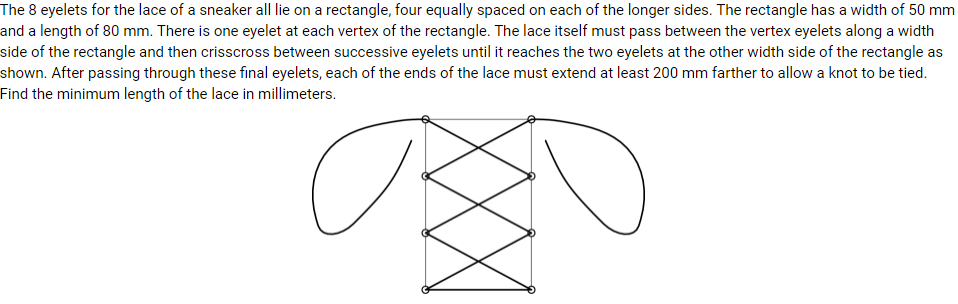 The 8 eyelets for the lace of a sneaker all lie on a rectangle, four equally spaced on each of the longer sides. The rectangle has a width of 50 mm
and a length of 80 mm. There is one eyelet at each vertex of the rectangle. The lace itself must pass between the vertex eyelets along a width
side of the rectangle and then crisscross between successive eyelets until it reaches the two eyelets at the other width side of the rectangle as
shown. After passing through these final eyelets, each of the ends of the lace must extend at least 200 mm farther to allow a knot to be tied.
Find the minimum length of the lace in millimeters.